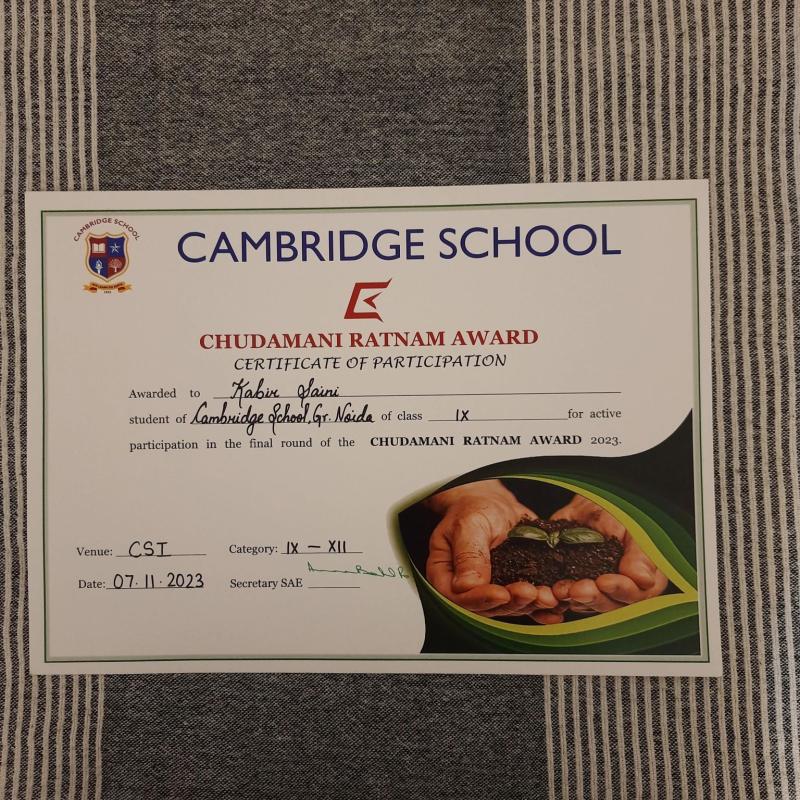 CAMBRIDGE SCHOOL
CAMBRIDGE SCHOOL
CHUDAMANI RATNAM AWARD
CERTIFICATE OF PARTICIPATION
Awarded to Kabir Saini
student of Cambridge School, Gr. Noida of class IX for active
participation in the final round of the CHUDAMANI RATNAM AWARD 2023.
Venue: CSI Category: IX – XII
Date: 07.11.2023 Secretary SAE